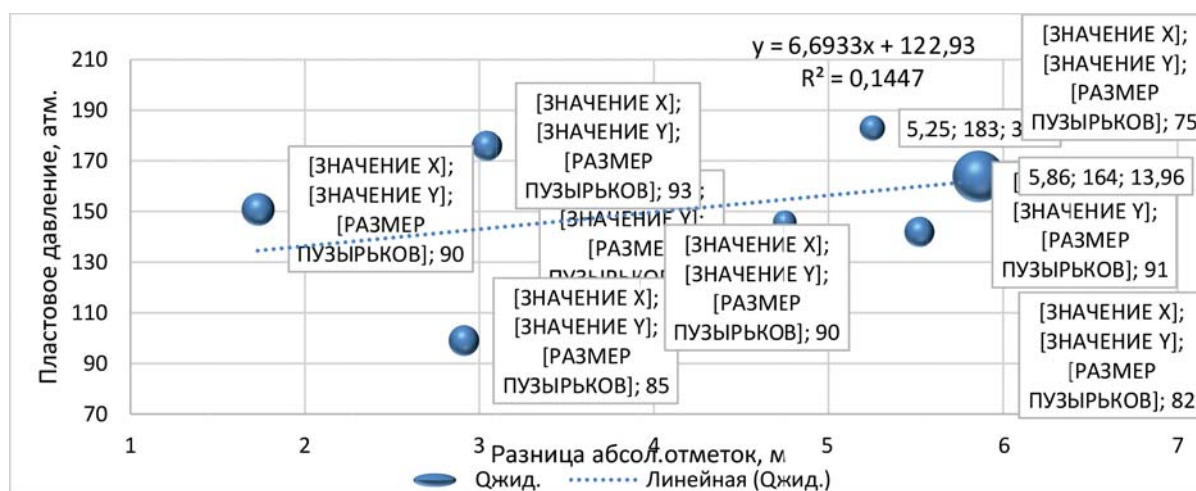 y = 6,6933x + 122,93
R² = 0,1447
[ЗНАЧЕНИЕ X];
[ЗНАЧЕНИЕ Y];
[РАЗМЕР
75
[ЗНАЧЕНИЕ X];
[ЗНАЧЕНИЕ Y];
[РАЗМЕР
ПУЗЫРЬКОВ]; 93
5,25; 183; 3
[ЗНАЧЕНИЕ X];
[ЗНАЧЕНИЕ Y];
[РАЗМЕР
ПУЗЫРЬКОВ]; 90
5,86; 164; 13,96
[ЗНАЧЕНИЕ Y];
[РАЗМЕР
ПУЗЫРЬКОВ]; 91
[ЗНАЧЕНИЕ X];
[ЗНАЧЕНИЕ Y];
[РАЗМЕР
ПУЗЫРЬКОВ]; 90
[ЗНАЧЕНИЕ X];
[ЗНАЧЕНИЕ Y];
[РАЗМЕР
ПУЗЫРЬКОВ]; 85
[ЗНАЧЕНИЕ X];
[ЗНАЧЕНИЕ Y];
[РАЗМЕР
ПУЗЫРЬКОВ]; 82
Пластовое давление, атм.
210
190
170
150
130
110
90
70
1 2 3 4 5 6 7
Разница абсол.отметок, м
Qжид. Линейная (Qжид.)